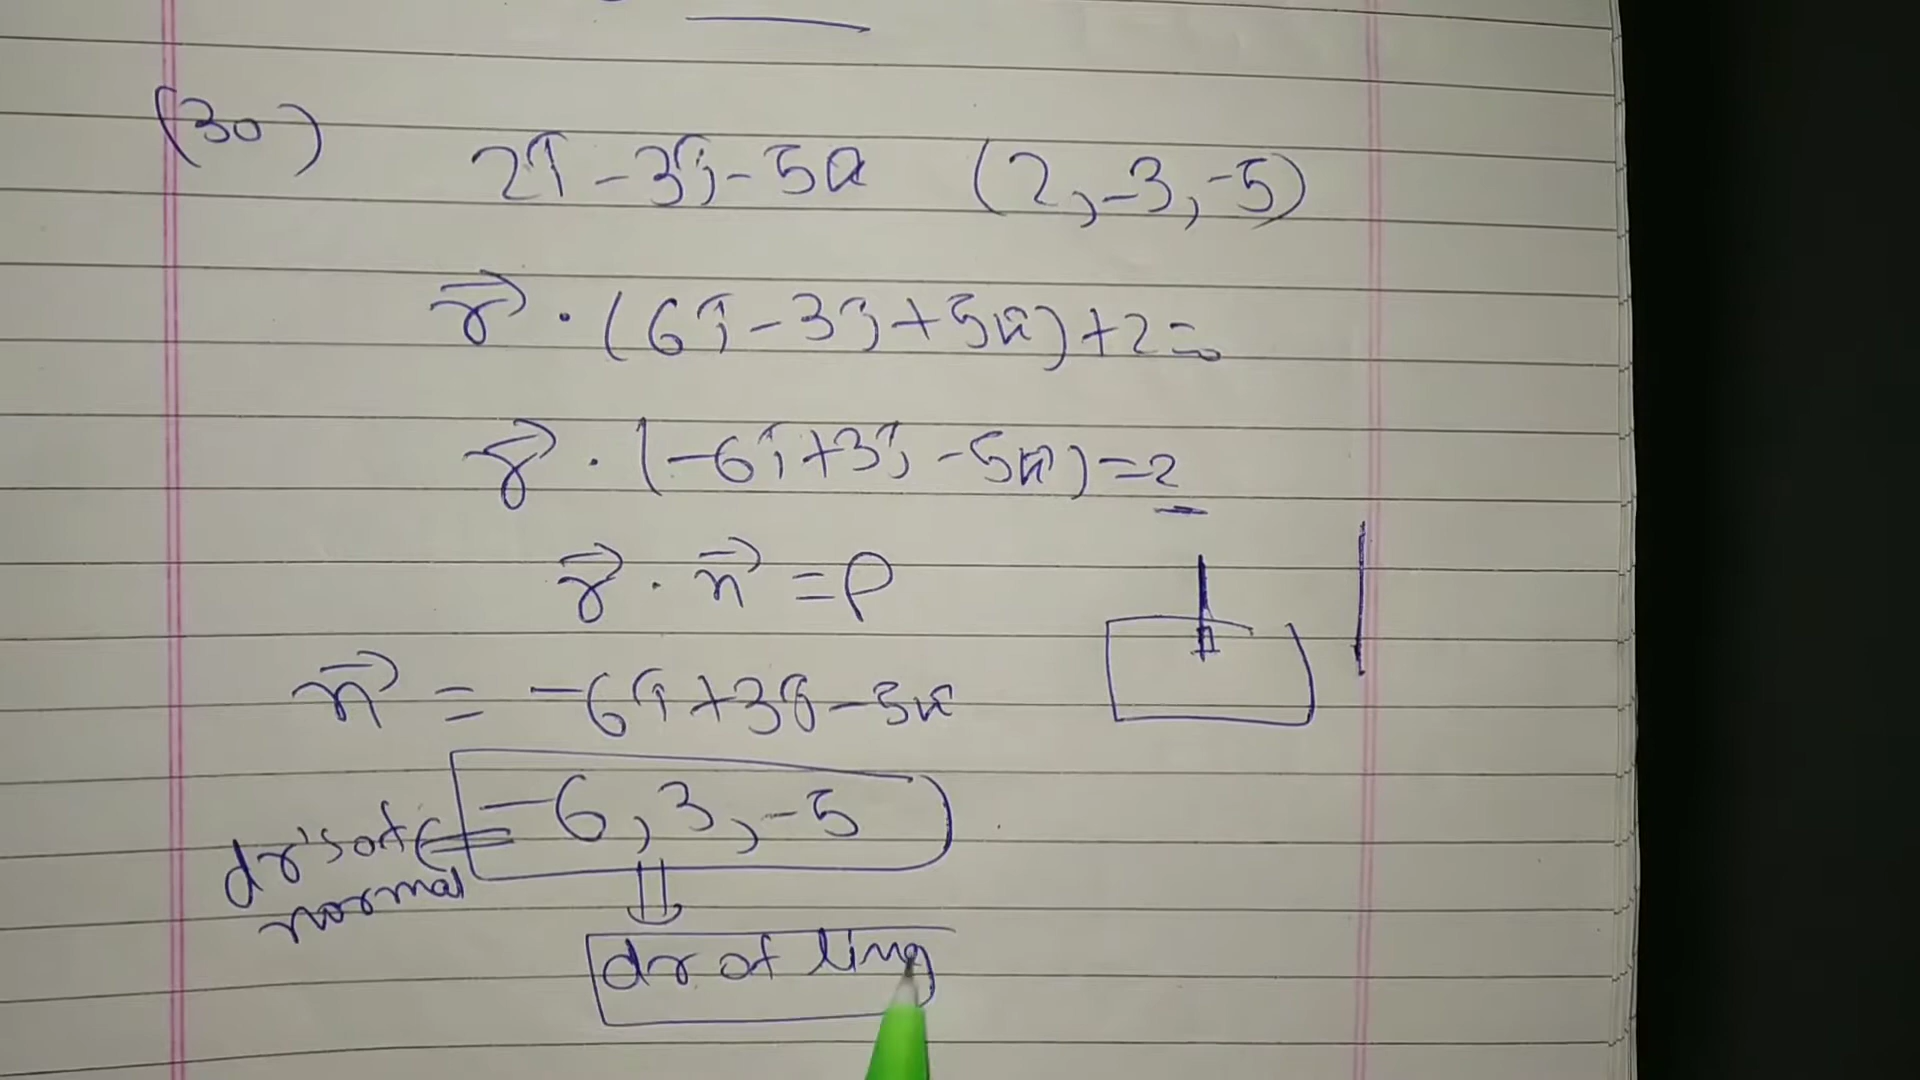 (30) 2î - 3ĵ - 5k̂ (2, -3, -5)
r⃗ · (6î - 3ĵ + 5k̂) + 2 = 0
r⃗ · (-6î + 3ĵ - 5k̂) = 2
r⃗ · n⃗ = P
n⃗ = -6î + 3ĵ - 5k̂
-6, 3, -5
dr's of normal
dr of line